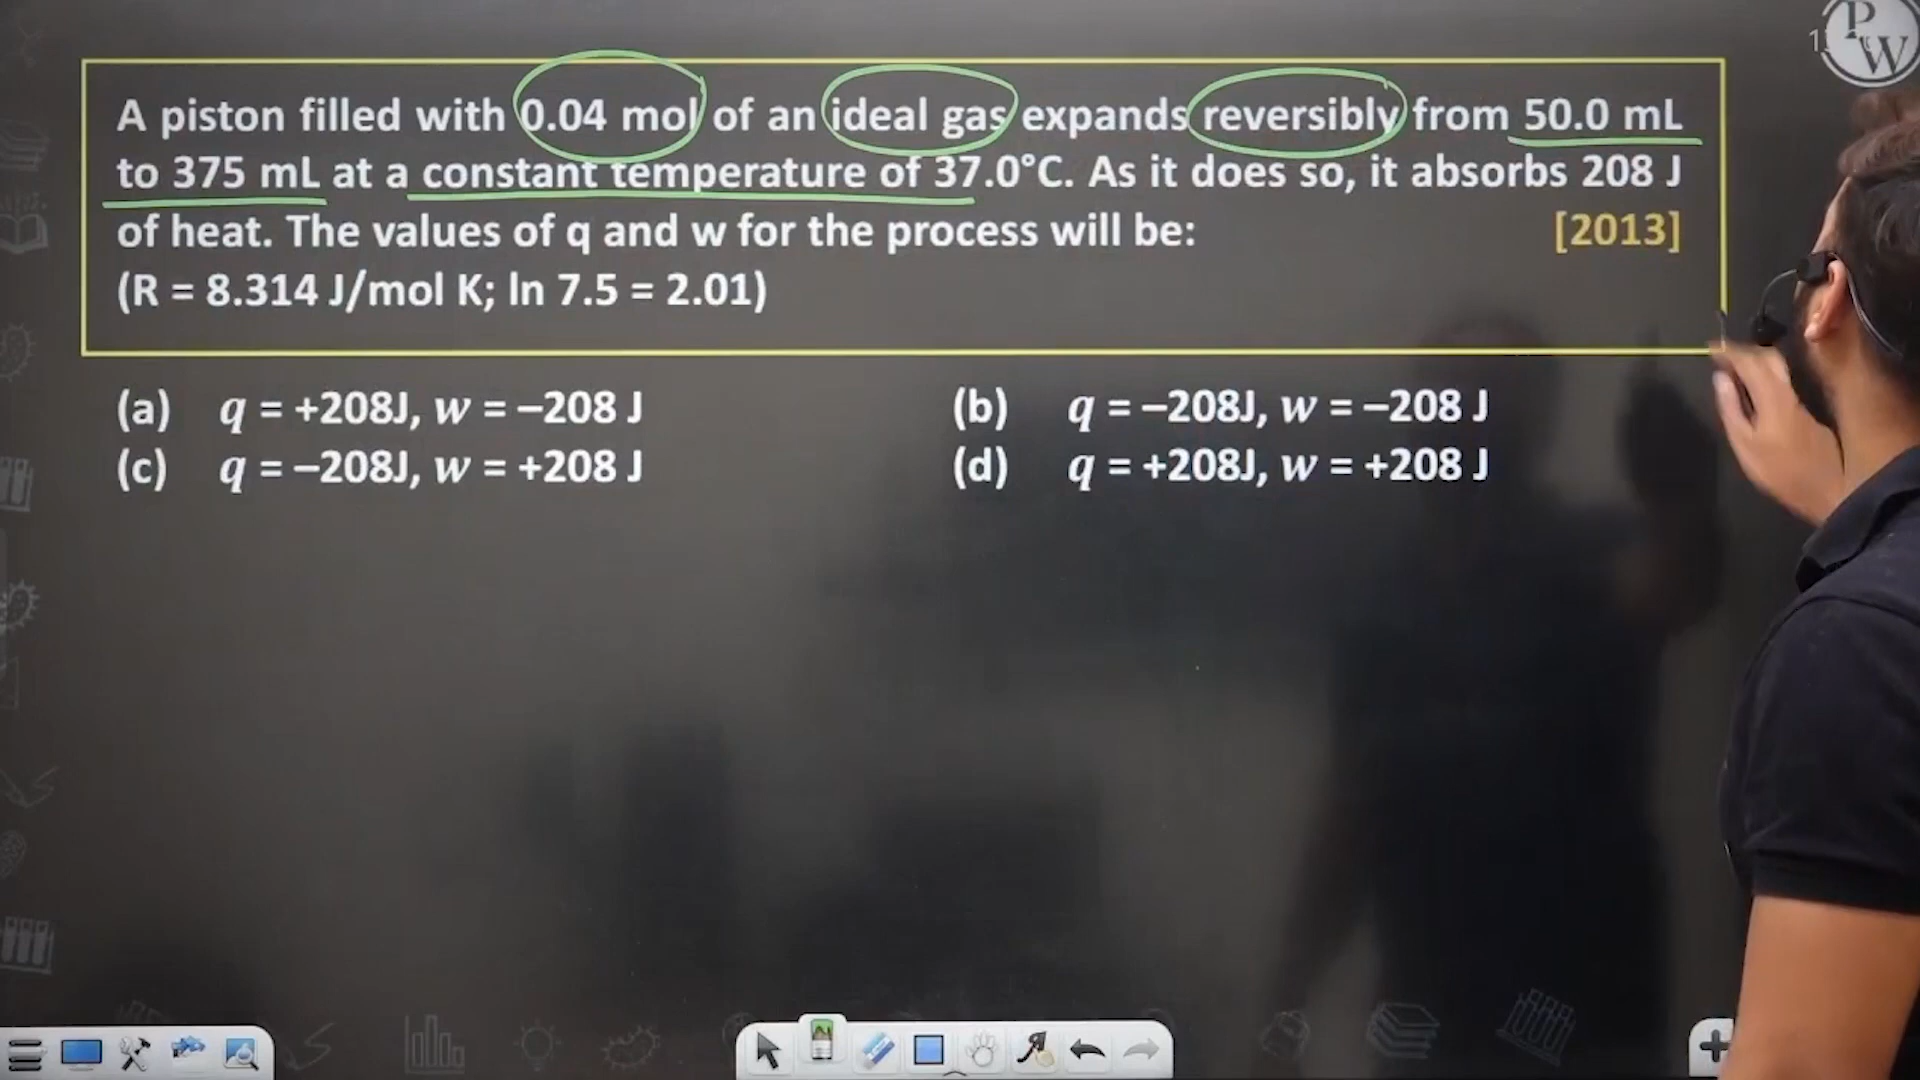 A piston filled with 0.04 mol of an ideal gas expands reversibly from 50.0 mL
to 375 mL at a constant temperature of 37.0°C. As it does so, it absorbs 208 J
of heat. The values of q and w for the process will be: [2013]
(R = 8.314 J/mol K; ln 7.5 = 2.01)
(a) q = +208J, w = –208 J (b) q = –208J, w = –208 J
(c) q = –208J, w = +208 J (d) q = +208J, w = +208 J
P
W